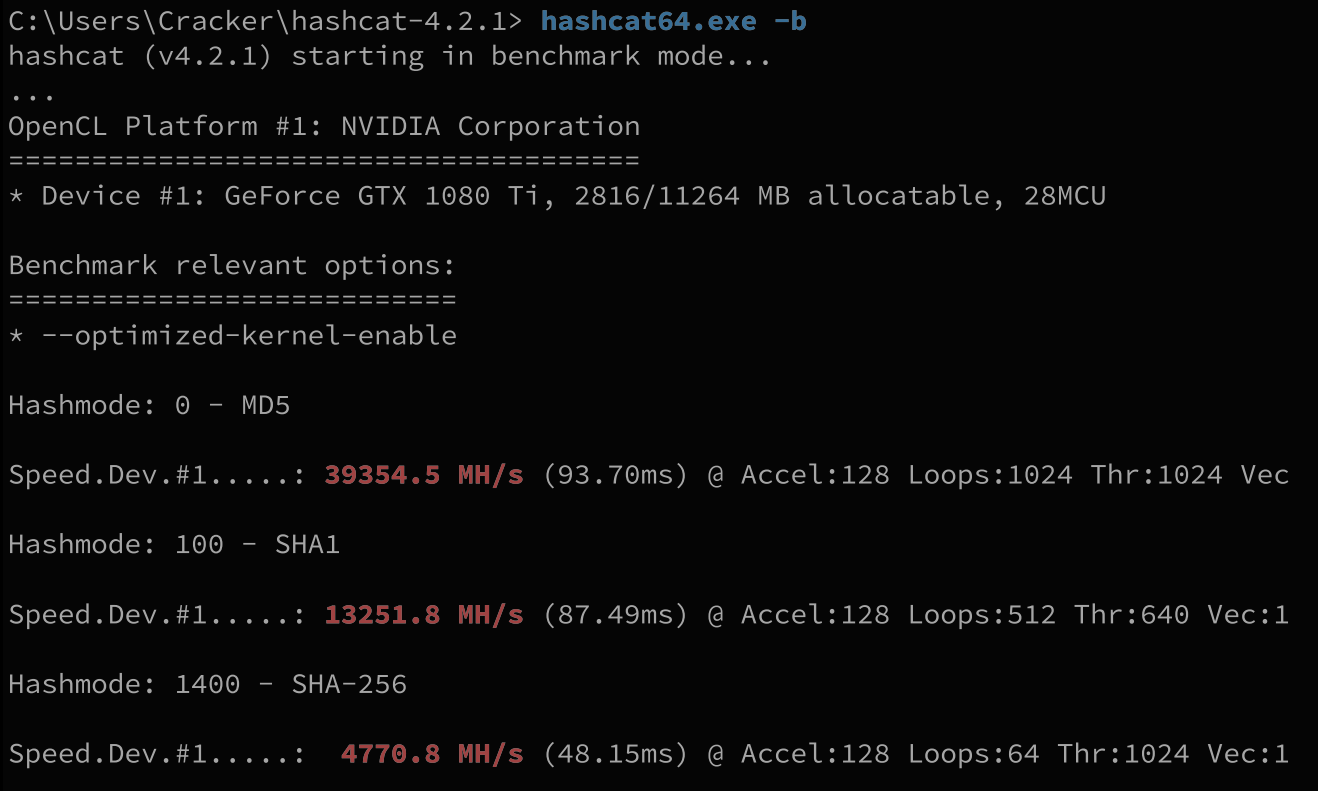 C:\Users\Cracker\hashcat-4.2.1> hashcat64.exe -b
hashcat (v4.2.1) starting in benchmark mode...
...
OpenCL Platform #1: NVIDIA Corporation
======================================
* Device #1: GeForce GTX 1080 Ti, 2816/11264 MB allocatable, 28MCU
Benchmark relevant options:
===========================
* --optimized-kernel-enable
Hashmode: 0 - MD5
Speed.Dev.#1.....: 39354.5 MH/s (93.70ms) @ Accel:128 Loops:1024 Thr:1024 Vec
Hashmode: 100 - SHA1
Speed.Dev.#1.....: 13251.8 MH/s (87.49ms) @ Accel:128 Loops:512 Thr:640 Vec:1
Hashmode: 1400 - SHA-256
Speed.Dev.#1.....:  4770.8 MH/s (48.15ms) @ Accel:128 Loops:64 Thr:1024 Vec:1